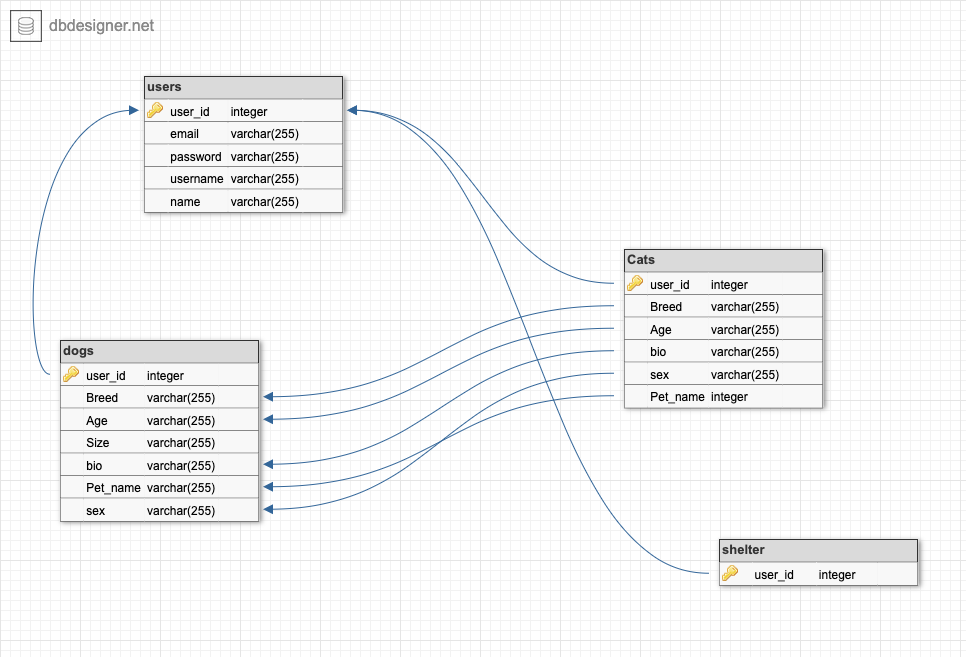 dbdesigner.net
users
user_id integer
email varchar(255)
password varchar(255)
username varchar(255)
name varchar(255)
Cats
user_id integer
Breed varchar(255)
Age varchar(255)
bio varchar(255)
sex varchar(255)
Pet_name integer
dogs
user_id integer
Breed varchar(255)
Age varchar(255)
Size varchar(255)
bio varchar(255)
Pet_name varchar(255)
sex varchar(255)
shelter
user_id integer